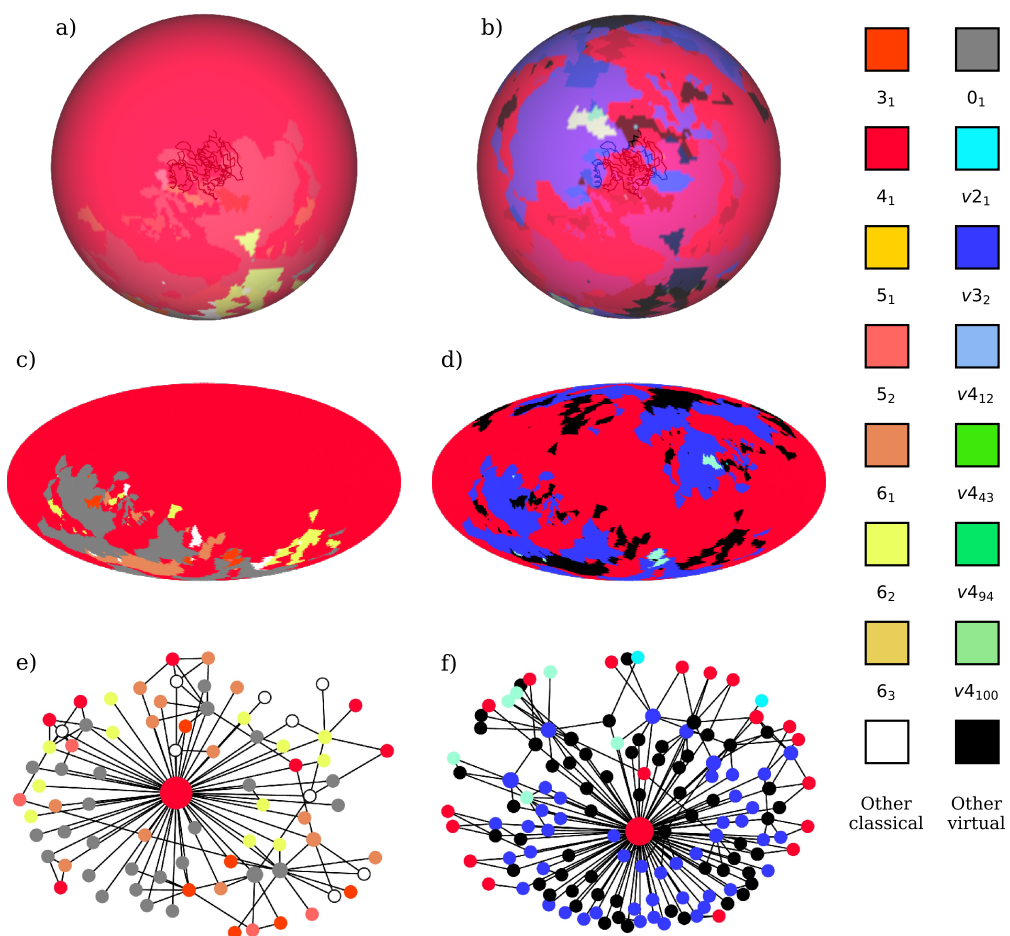 a)
b)
3₁
0₁
4₁
v2₁
5₁
v3₂
c)
d)
5₂
v4₁₂
6₁
v4₄₃
6₂
v4₉₄
e)
f)
6₃
v4₁₀₀
Other
classical
Other
virtual